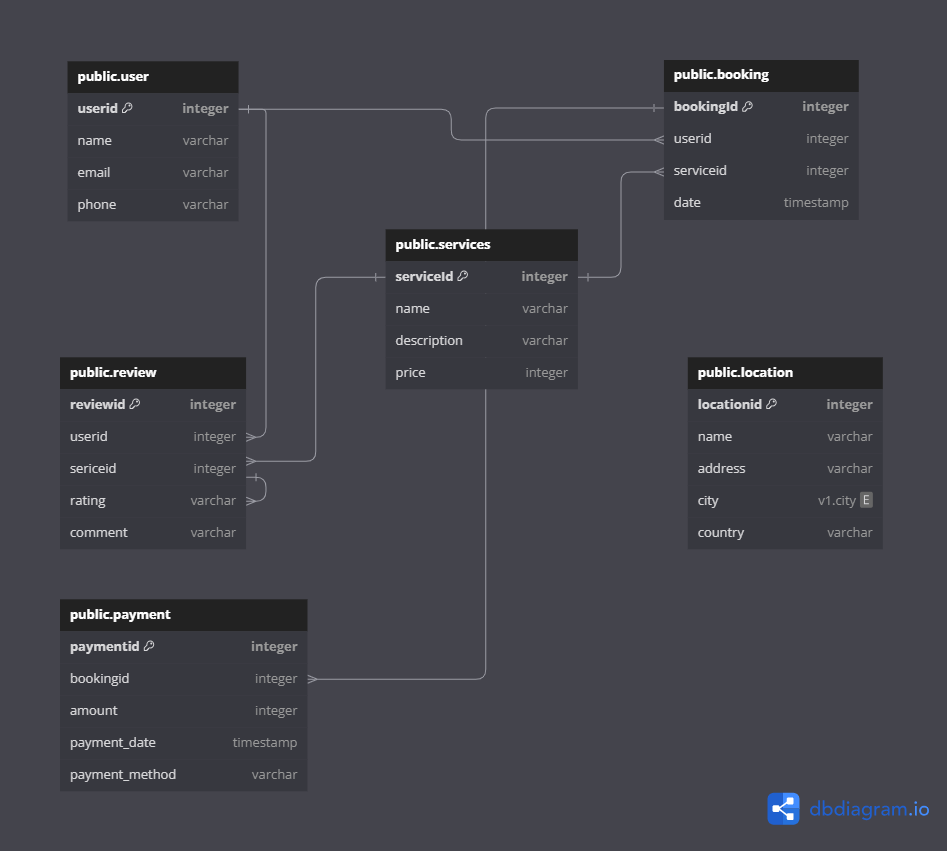 public.user
userid integer
name varchar
email varchar
phone varchar
public.booking
bookingId integer
userid integer
serviceid integer
date timestamp
public.services
serviceId integer
name varchar
description varchar
price integer
public.review
reviewid integer
userid integer
sericeid integer
rating varchar
comment varchar
public.location
locationid integer
name varchar
address varchar
city v1.city E
country varchar
public.payment
paymentid integer
bookingid integer
amount integer
payment_date timestamp
payment_method varchar
dbdiagram.io